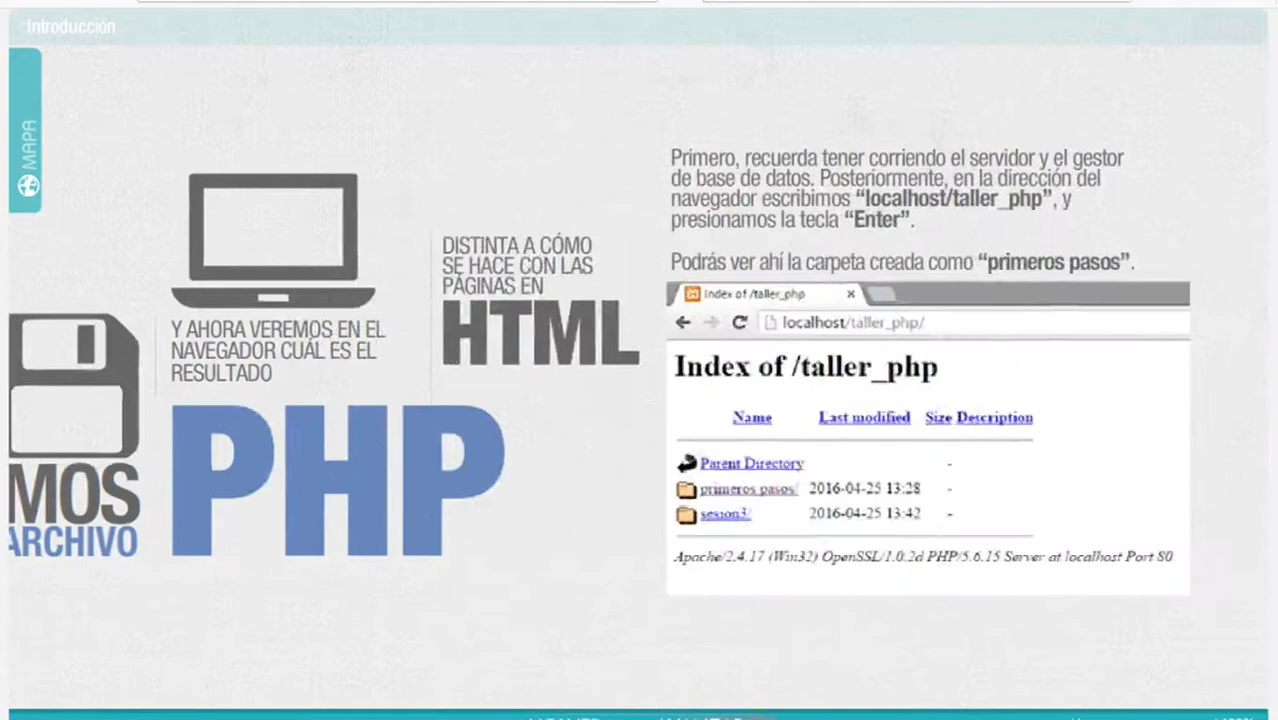 Introducción
MAPA
MOS
ARCHIVO
Y AHORA VEREMOS EN EL
NAVEGADOR CUÁL ES EL
RESULTADO
PHP
DISTINTA A CÓMO
SE HACE CON LAS
PÁGINAS EN
HTML
Primero, recuerda tener corriendo el servidor y el gestor
de base de datos. Posteriormente, en la dirección del
navegador escribimos “localhost/taller_php”, y
presionamos la tecla “Enter”.
Podrás ver ahí la carpeta creada como “primeros pasos”.
Index of /taller_php
localhost/taller_php/
Index of /taller_php
Name Last modified Size Description
Parent Directory -
primeros pasos/ 2016-04-25 13:28 -
sesion3/ 2016-04-25 13:42 -
Apache/2.4.17 (Win32) OpenSSL/1.0.2d PHP/5.6.15 Server at localhost Port 80